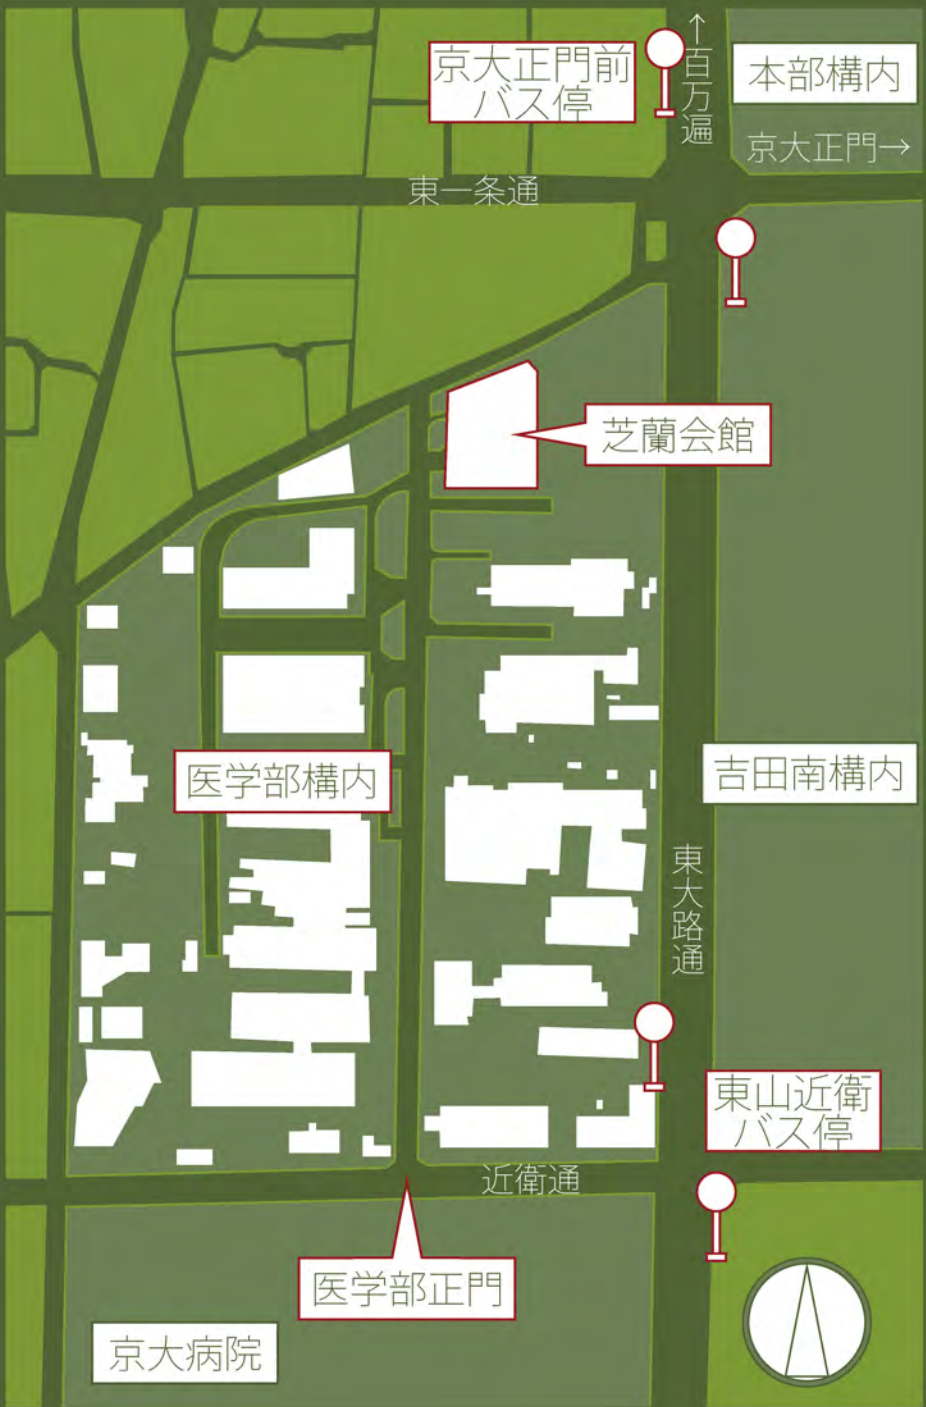 京大正門前
バス停
↑百万遍
本部構内
京大正門→
東一条通
芝蘭会館
医学部構内
吉田南構内
東大路通
東山近衛
バス停
近衛通
医学部正門
京大病院